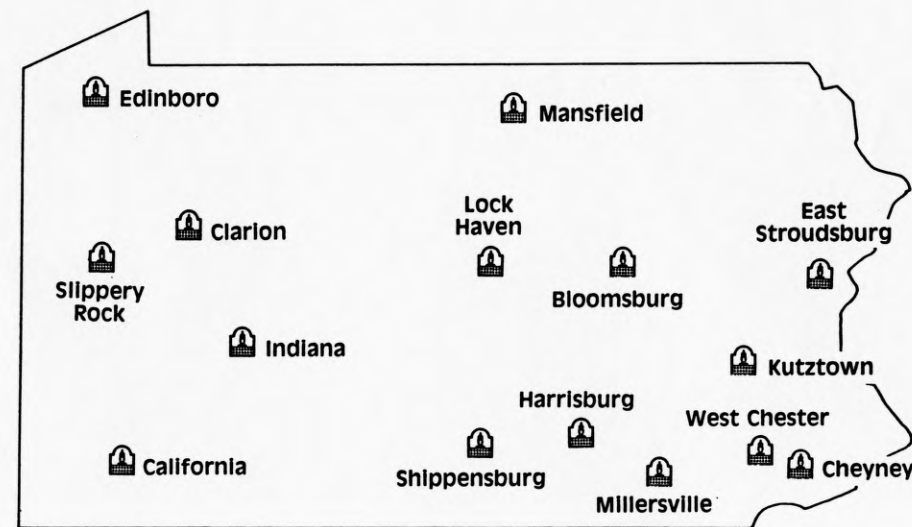 Edinboro
Mansfield
Lock
Haven
East
Stroudsburg
Clarion
Slippery
Rock
Bloomsburg
Indiana
Kutztown
Harrisburg
West Chester
California
Shippensburg
Cheyney
Millersville